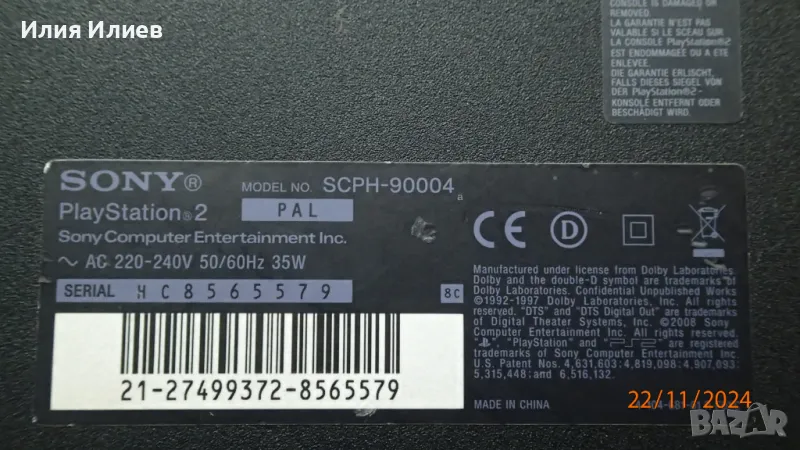 Илия Илиев
CONSOLE IS DAMAGED OR
REMOVED.
LA GARANTIE N'EST PAS
VALABLE SI LE SCEAU SUR
LA CONSOLE PlayStation®2
EST ENDOMMAGÉE OU A ÉTÉ
ENLEVÉE.
DIE GARANTIE ERLISCHT,
FALLS DIESES SIEGEL VON
DER PlayStation®2-
KONSOLE ENTFERNT ODER
BESCHÄDIGT WIRD.
SONY® MODEL NO. SCPH-90004 a
PlayStation®2 PAL
Sony Computer Entertainment Inc.
~ AC 220-240V 50/60Hz 35W
SERIAL HC8565579 8C
21-27499372-8565579
CE D
Manufactured under license from Dolby Laboratories.
Dolby and the double-D symbol are trademarks of
Dolby Laboratories. Confidential Unpublished Works
©1992-1997 Dolby Laboratories, Inc. All rights
reserved. "DTS" and "DTS Digital Out" are trademarks
of Digital Theater Systems, Inc. ©2008 Sony
Computer Entertainment Inc. All rights reserved.
"PlayStation" and "PS2" are registered
trademarks of Sony Computer Entertainment Inc.
U.S. Patent Nos. 4,631,603; 4,819,098; 4,907,093;
5,315,448; and 6,516,132.
MADE IN CHINA
22/11/2024
BAZAR